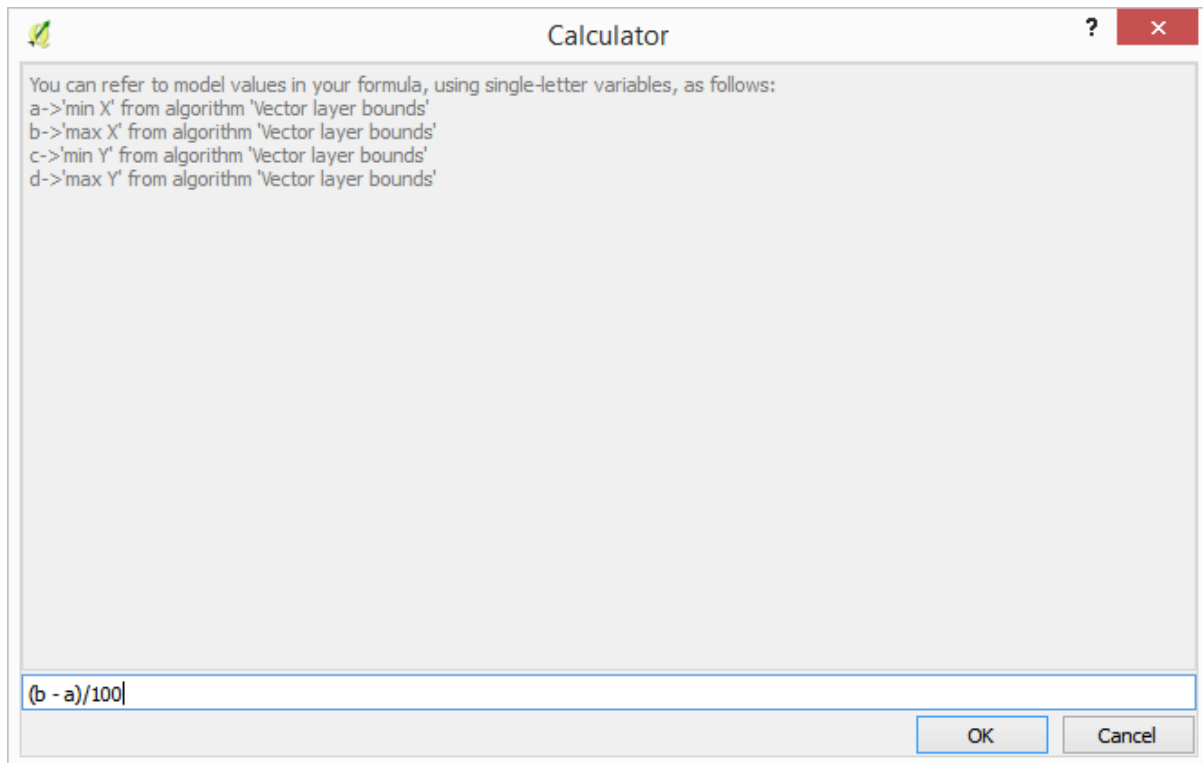 Calculator
?
×
You can refer to model values in your formula, using single-letter variables, as follows:
a->'min X' from algorithm 'Vector layer bounds'
b->'max X' from algorithm 'Vector layer bounds'
c->'min Y' from algorithm 'Vector layer bounds'
d->'max Y' from algorithm 'Vector layer bounds'
(b - a)/100
OK
Cancel